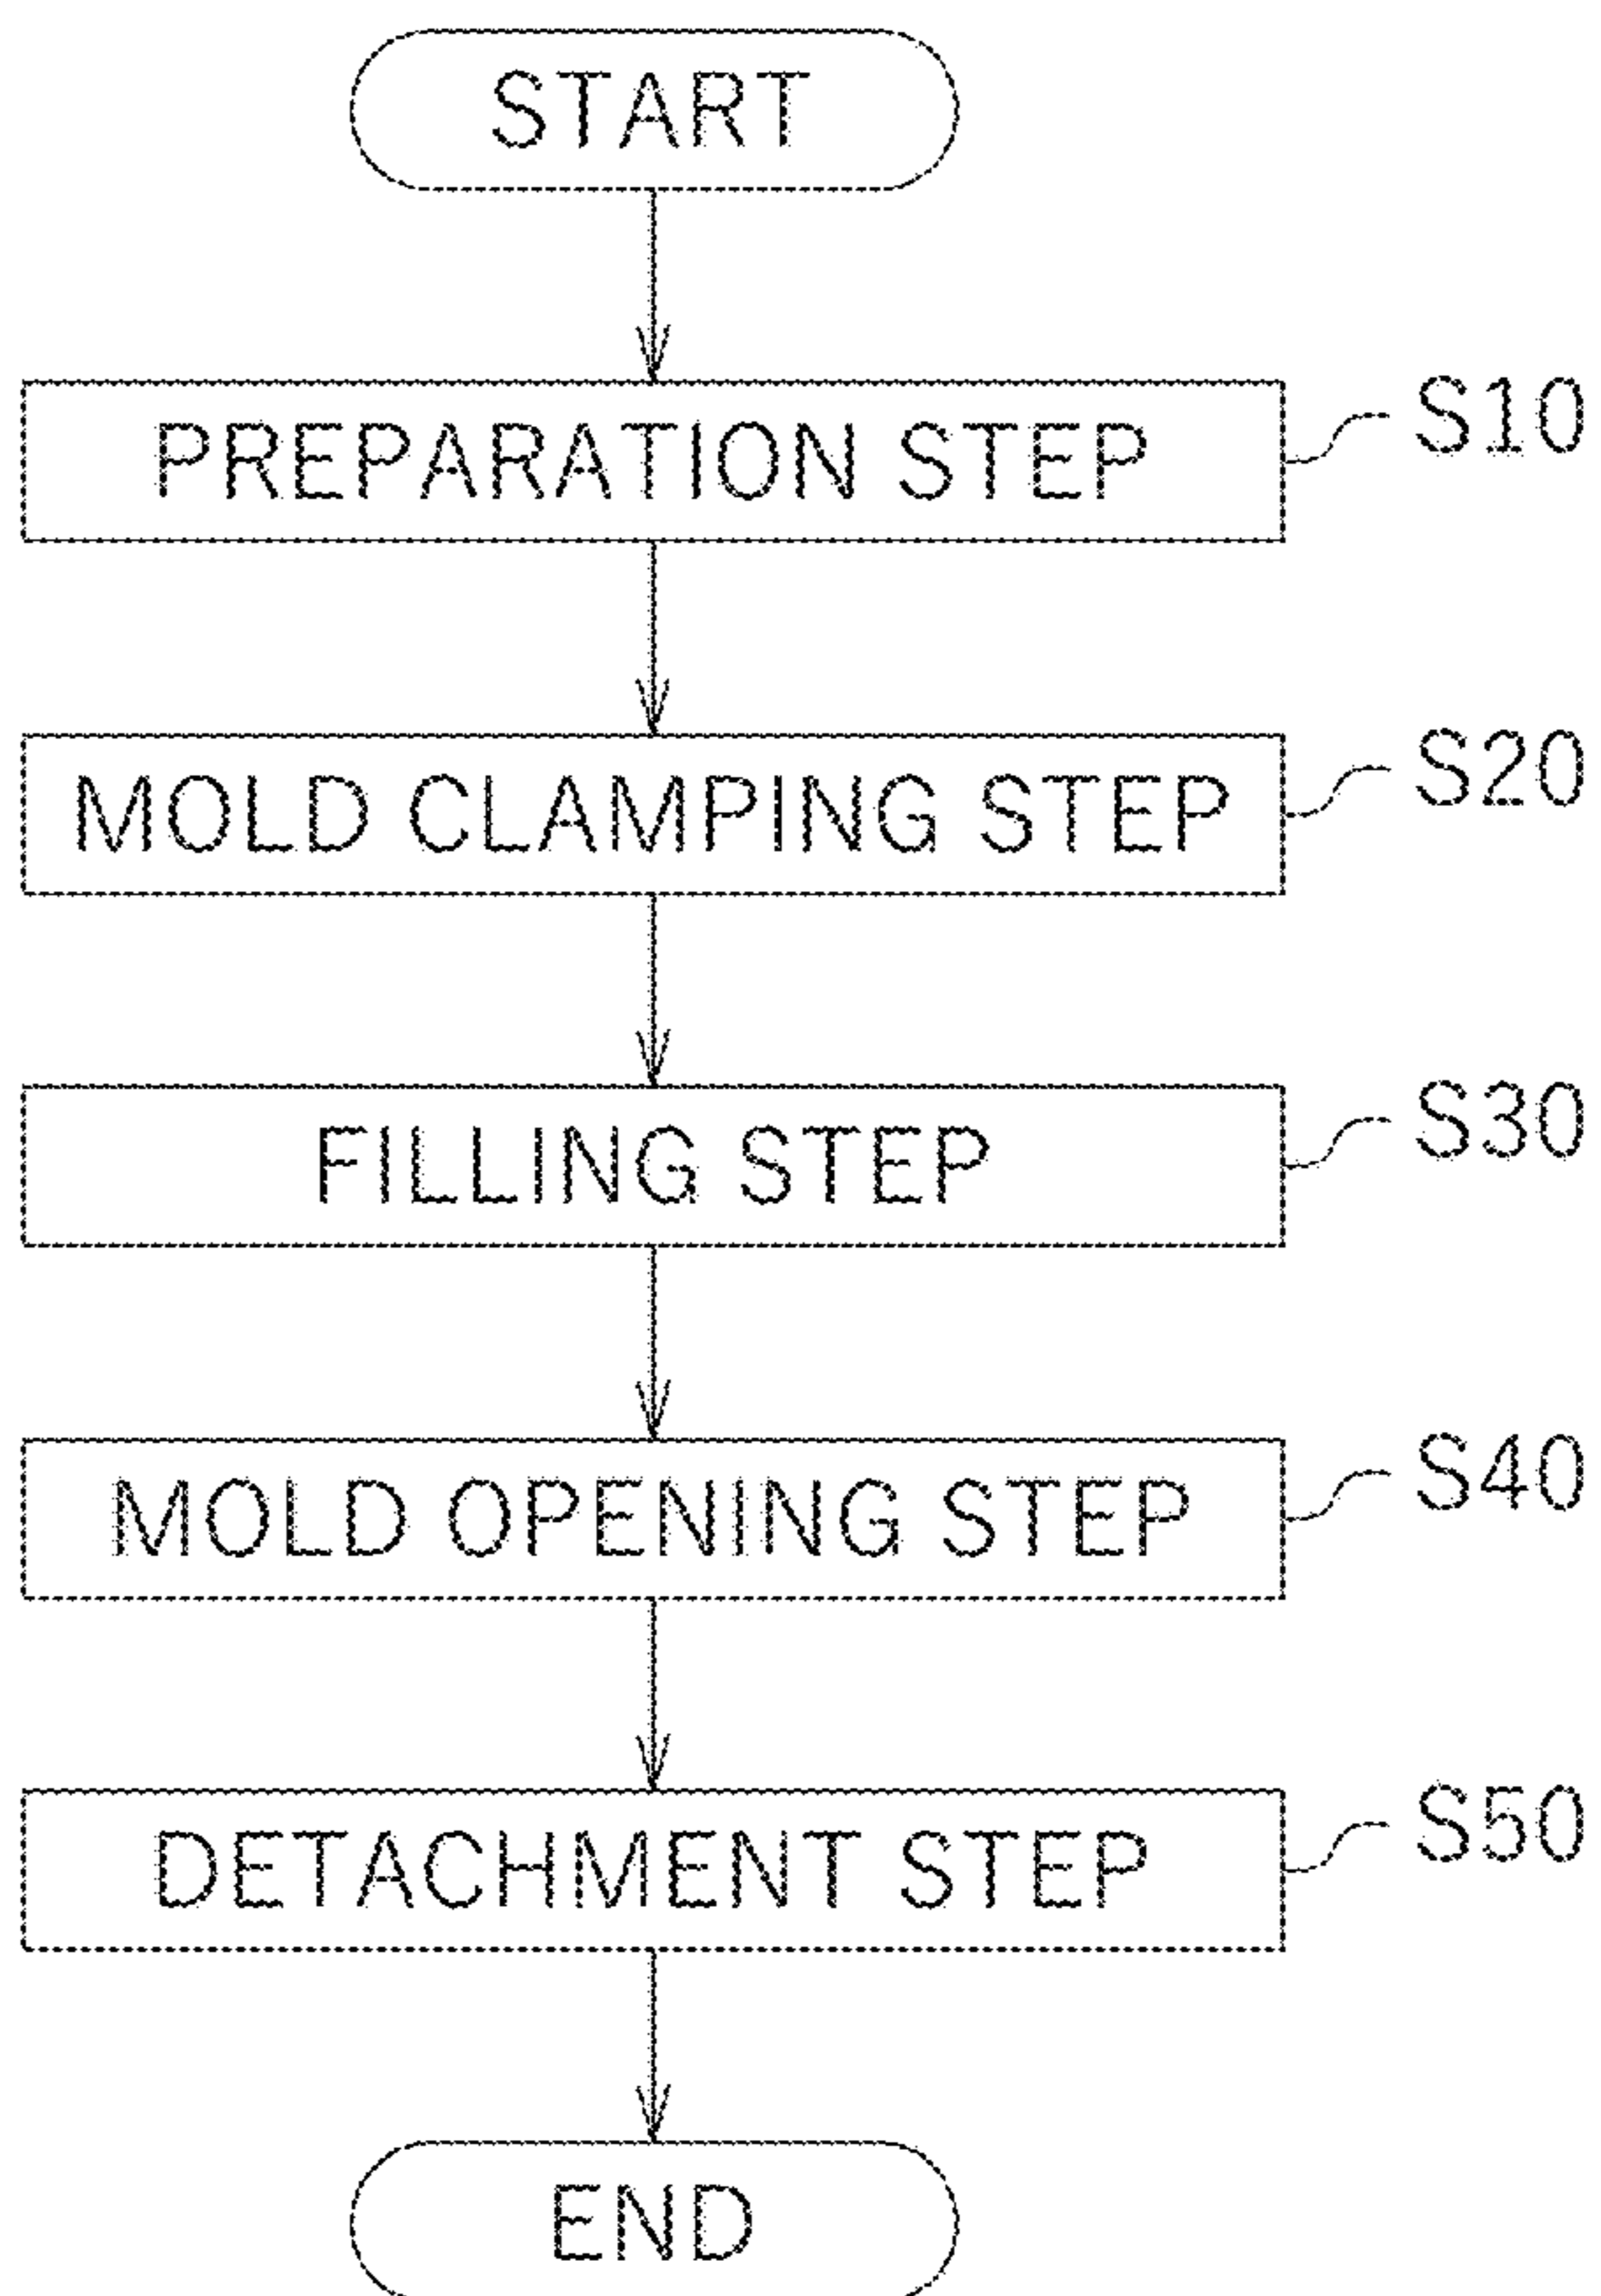 START
PREPARATION STEP S10
MOLD CLAMPING STEP S20
FILLING STEP S30
MOLD OPENING STEP S40
DETACHMENT STEP S50
END